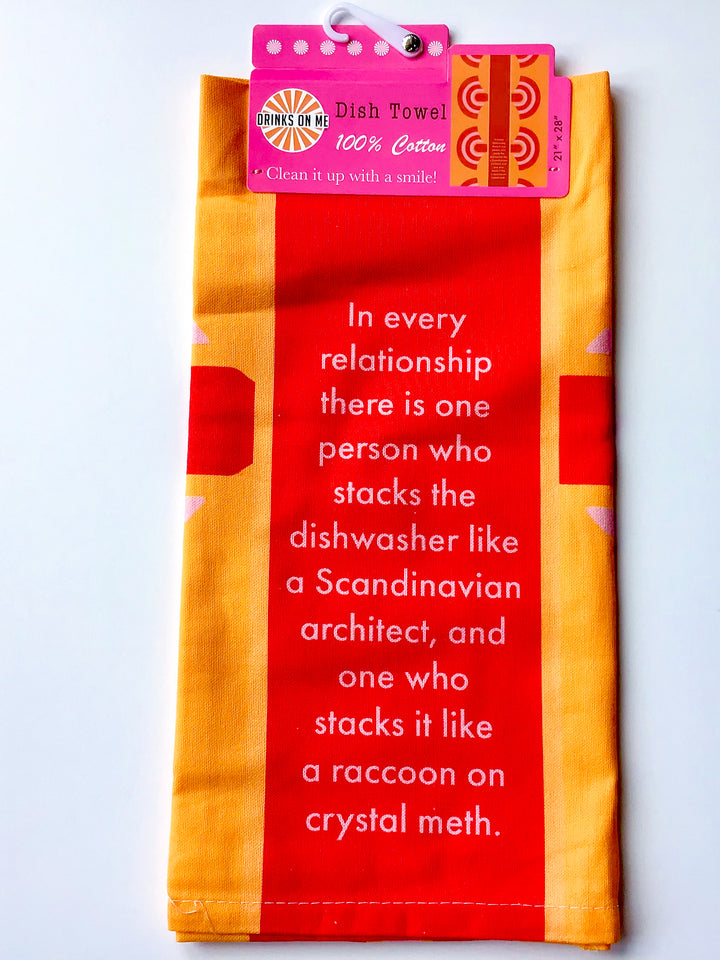 DRINKS ON ME
Dish Towel
100% Cotton
Clean it up with a smile!
21" x 28"
In every
relationship
there is one
person who
stacks the
dishwasher like
a Scandinavian
architect, and
one who
stacks it like
a raccoon on
crystal meth.